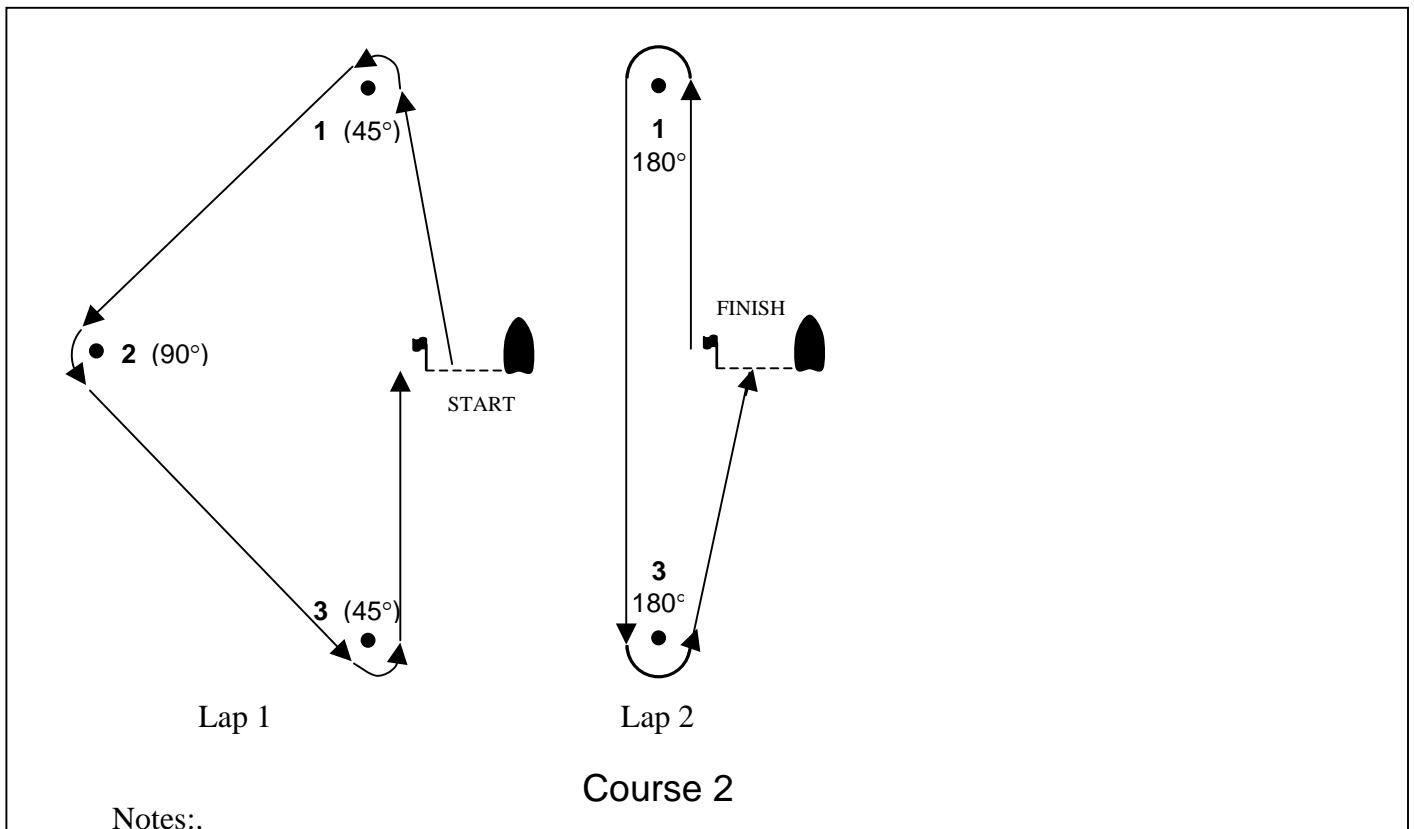 1 (45°)
2 (90°)
START
3 (45°)
Lap 1
1
180°
FINISH
3
180°
Lap 2
Course 2
Notes:.